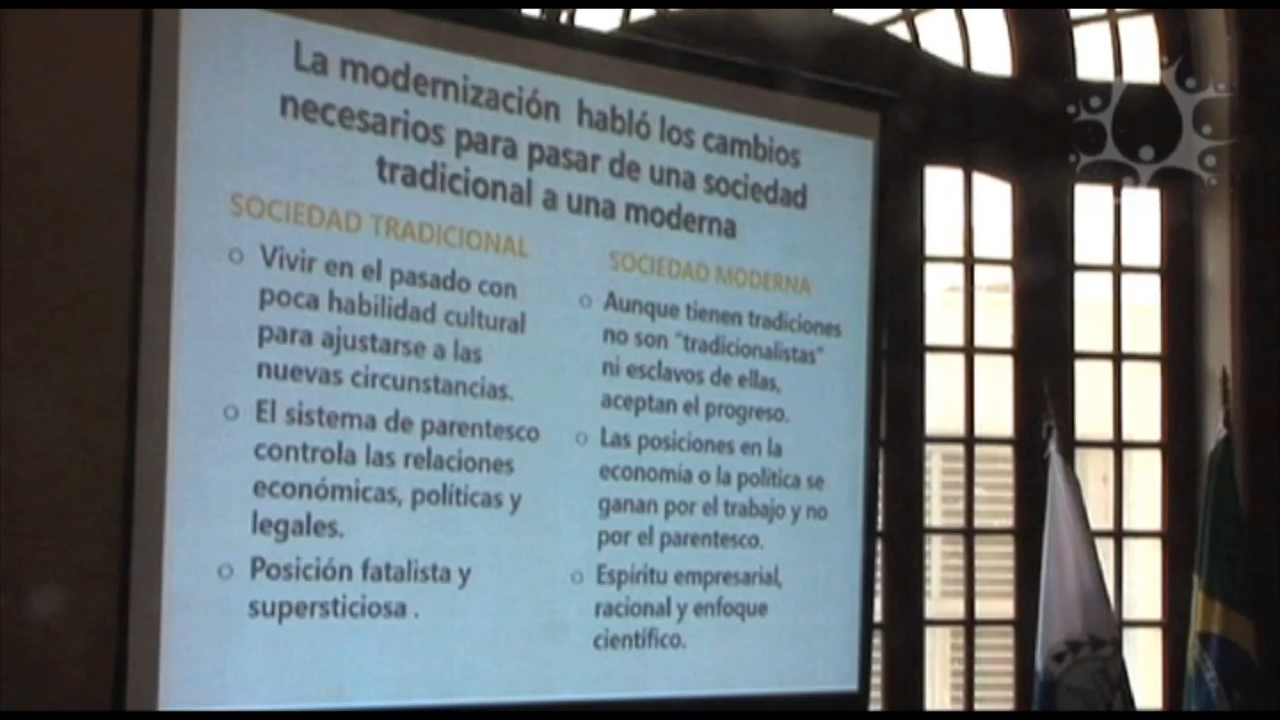 La modernización habló los cambios
necesarios para pasar de una sociedad
tradicional a una moderna
SOCIEDAD TRADICIONAL
o Vivir en el pasado con
poca habilidad cultural
para ajustarse a las
nuevas circunstancias.
o El sistema de parentesco
controla las relaciones
económicas, políticas y
legales.
o Posición fatalista y
supersticiosa .
SOCIEDAD MODERNA
o Aunque tienen tradiciones
no son "tradicionalistas"
ni esclavos de ellas,
aceptan el progreso.
o Las posiciones en la
economía o la política se
ganan por el trabajo y no
por el parentesco.
o Espíritu empresarial,
racional y enfoque
científico.